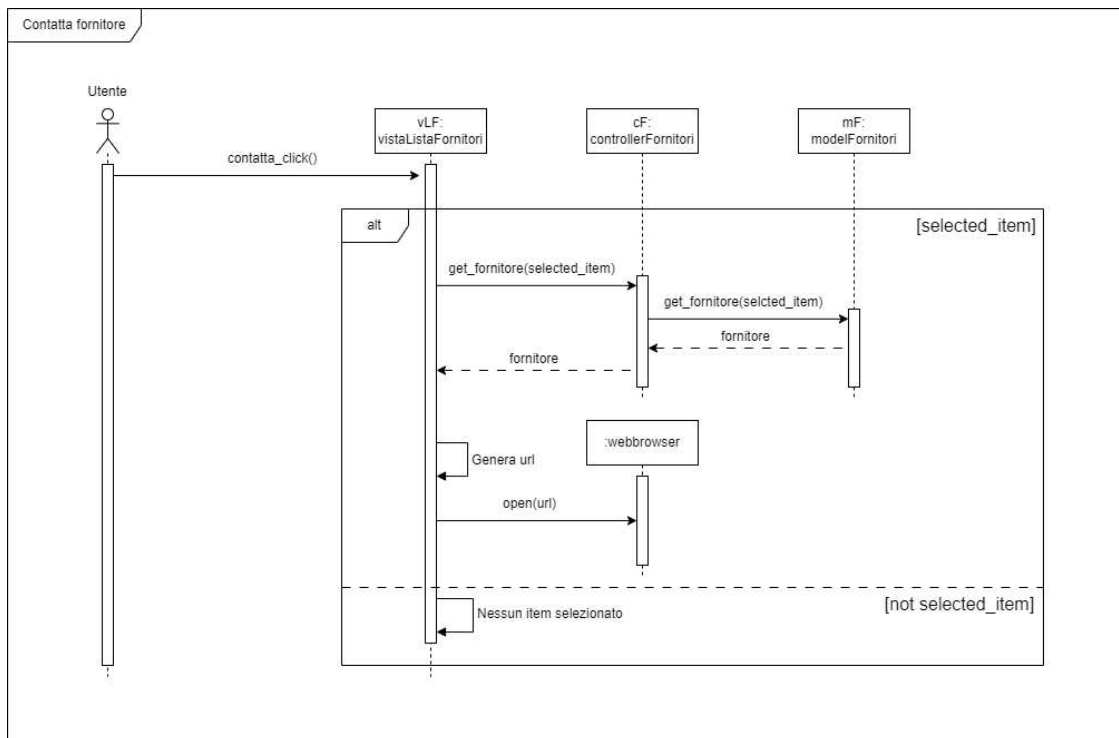 Contatta fornitore
Utente
vLF:
vistaListaFornitori
cF:
controllerFornitori
mF:
modelFornitori
contatta_click()
alt
[selected_item]
get_fornitore(selected_item)
get_fornitore(selcted_item)
fornitore
fornitore
:webbrowser
Genera url
open(url)
[not selected_item]
Nessun item selezionato